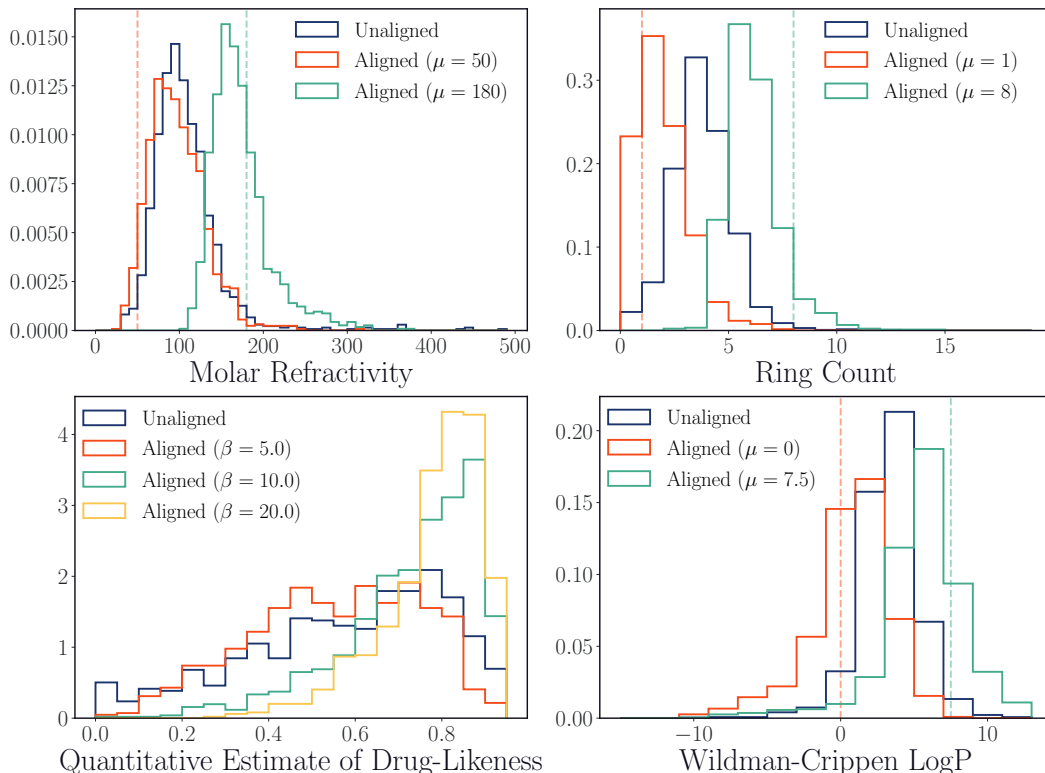 0.0150
0.0125
0.0100
0.0075
0.0050
0.0025
0.0000
0 100 200 300 400 500
Molar Refractivity
Unaligned
Aligned (μ = 50)
Aligned (μ = 180)
0.3
0.2
0.1
0.0
0 5 10 15
Ring Count
Unaligned
Aligned (μ = 1)
Aligned (μ = 8)
4
3
2
1
0
0.0 0.2 0.4 0.6 0.8
Quantitative Estimate of Drug-Likeness
Unaligned
Aligned (β = 5.0)
Aligned (β = 10.0)
Aligned (β = 20.0)
0.20
0.15
0.10
0.05
0.00
−10 0 10
Wildman-Crippen LogP
Unaligned
Aligned (μ = 0)
Aligned (μ = 7.5)